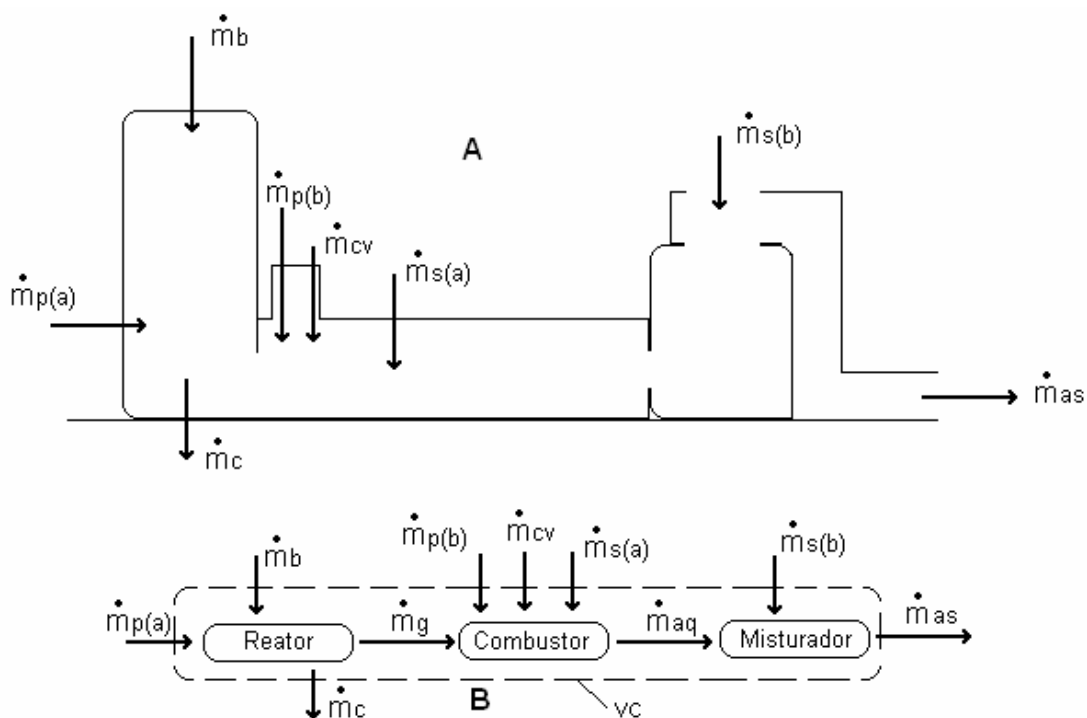 ṁb
A
ṁs(b)
ṁp(b)
ṁcv
ṁs(a)
ṁp(a)
ṁas
ṁc
ṁp(b)
ṁcv
ṁs(a)
ṁs(b)
ṁb
ṁp(a)
ṁg
ṁaq
ṁas
Reator
Combustor
Misturador
ṁc
B
VC